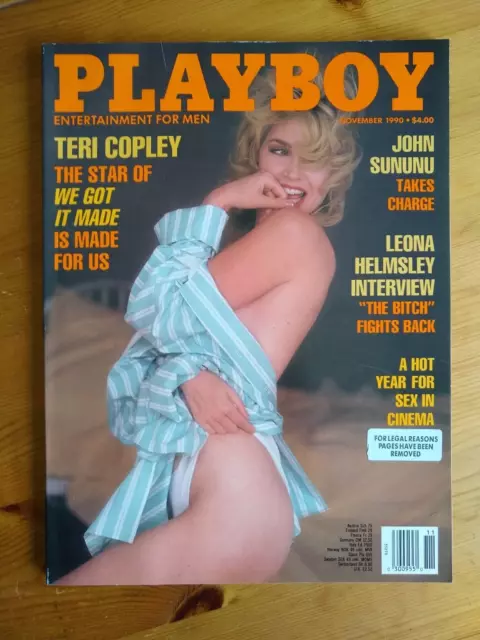 PLAYBOY
ENTERTAINMENT FOR MEN
NOVEMBER 1990 • $4.00
TERI COPLEY
THE STAR OF
WE GOT
IT MADE
IS MADE
FOR US
JOHN
SUNUNU
TAKES
CHARGE
LEONA
HELMSLEY
INTERVIEW
"THE BITCH"
FIGHTS BACK
A HOT
YEAR FOR
SEX IN
CINEMA
FOR LEGAL REASONS
PAGES HAVE BEEN
REMOVED
11